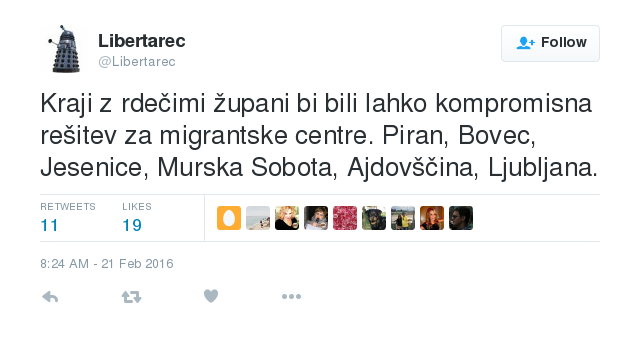 Libertarec
@Libertarec
Follow
Kraji z rdečimi župani bi bili lahko kompromisna
rešitev za migrantske centre. Piran, Bovec,
Jesenice, Murska Sobota, Ajdovščina, Ljubljana.
RETWEETS LIKES
11 19
8:24 AM - 21 Feb 2016